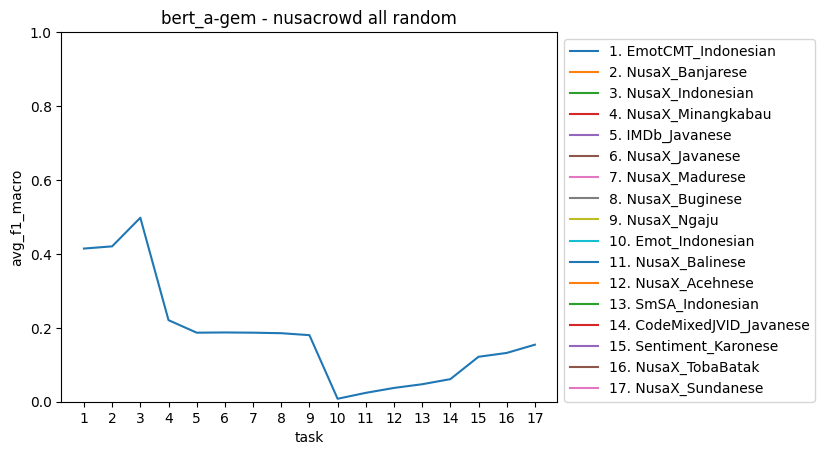 bert_a-gem - nusacrowd all random
avg_f1_macro
1.0
0.8
0.6
0.4
0.2
0.0
1 2 3 4 5 6 7 8 9 10 11 12 13 14 15 16 17
task
1. EmotCMT_Indonesian
2. NusaX_Banjarese
3. NusaX_Indonesian
4. NusaX_Minangkabau
5. IMDb_Javanese
6. NusaX_Javanese
7. NusaX_Madurese
8. NusaX_Buginese
9. NusaX_Ngaju
10. Emot_Indonesian
11. NusaX_Balinese
12. NusaX_Acehnese
13. SmSA_Indonesian
14. CodeMixedJVID_Javanese
15. Sentiment_Karonese
16. NusaX_TobaBatak
17. NusaX_Sundanese